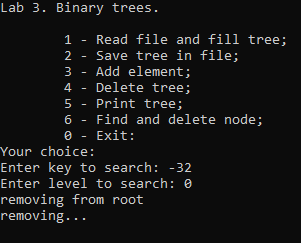 Lab 3. Binary trees.
1 - Read file and fill tree;
2 - Save tree in file;
3 - Add element;
4 - Delete tree;
5 - Print tree;
6 - Find and delete node;
0 - Exit:
Your choice:
Enter key to search: -32
Enter level to search: 0
removing from root
removing...